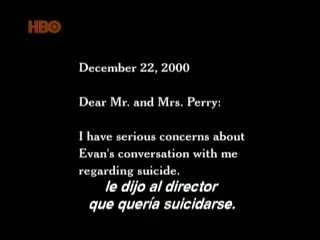 HBO
December 22, 2000
Dear Mr. and Mrs. Perry:
I have serious concerns about
Evan's conversation with me
regarding suicide.
le dijo al director
que quería suicidarse.